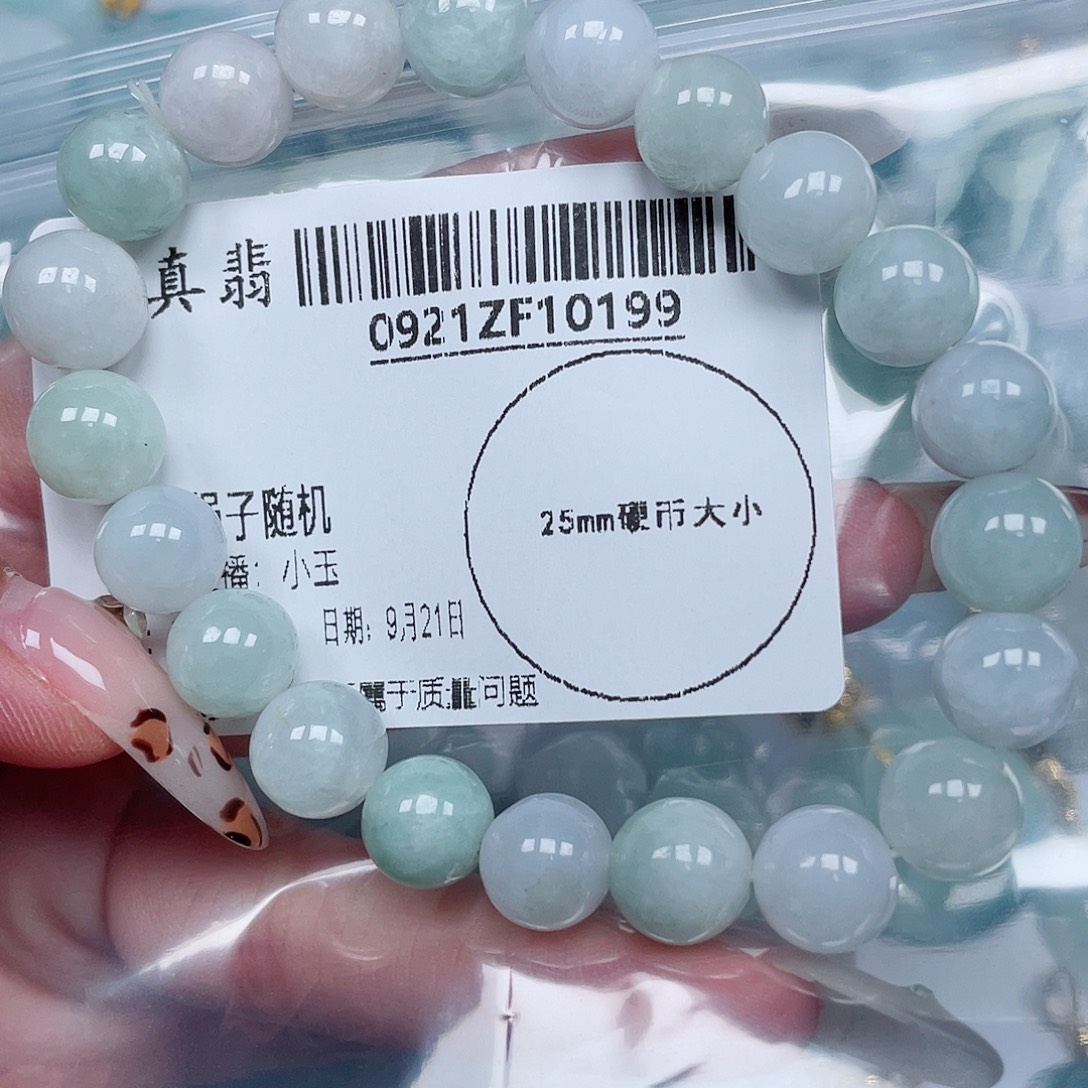 真翡
0921ZF10199
25mm硬币大小
子随机
播：小玉
日期：9月21日
属于质量问题